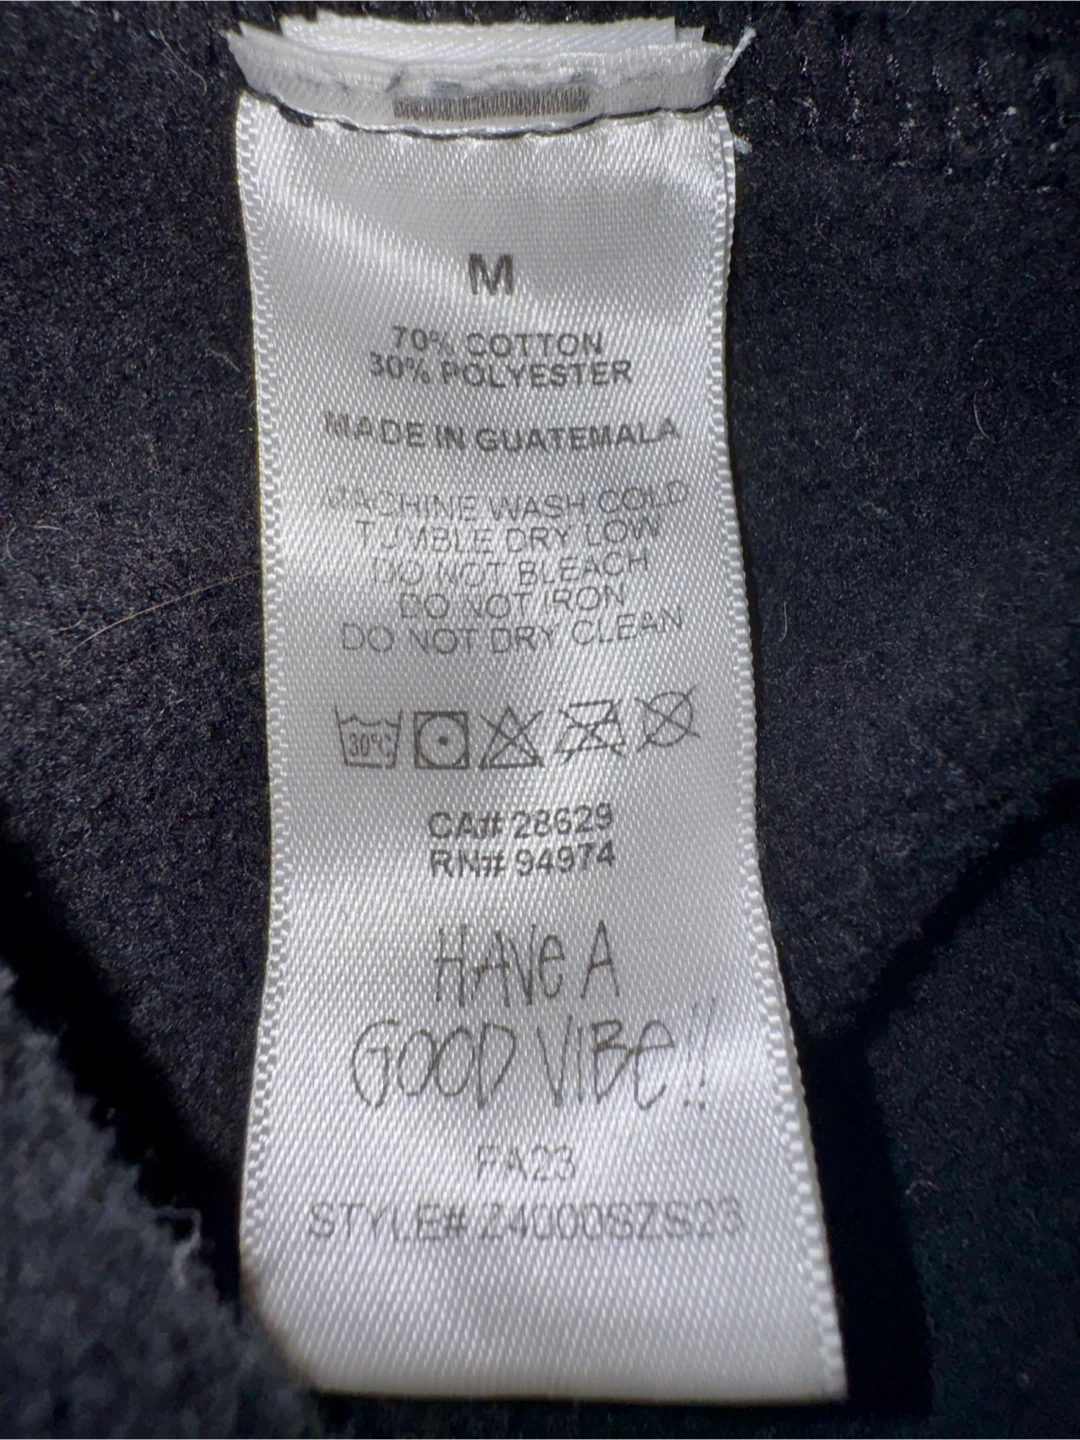 M
70% COTTON
30% POLYESTER
MADE IN GUATEMALA
MACHINE WASH COLD
TUMBLE DRY LOW
DO NOT BLEACH
DO NOT IRON
DO NOT DRY CLEAN
30°C
CA# 28629
RN# 94974
HAVe A
GOOD VIBe!!
FA23
STYLE# Z4000SZS23